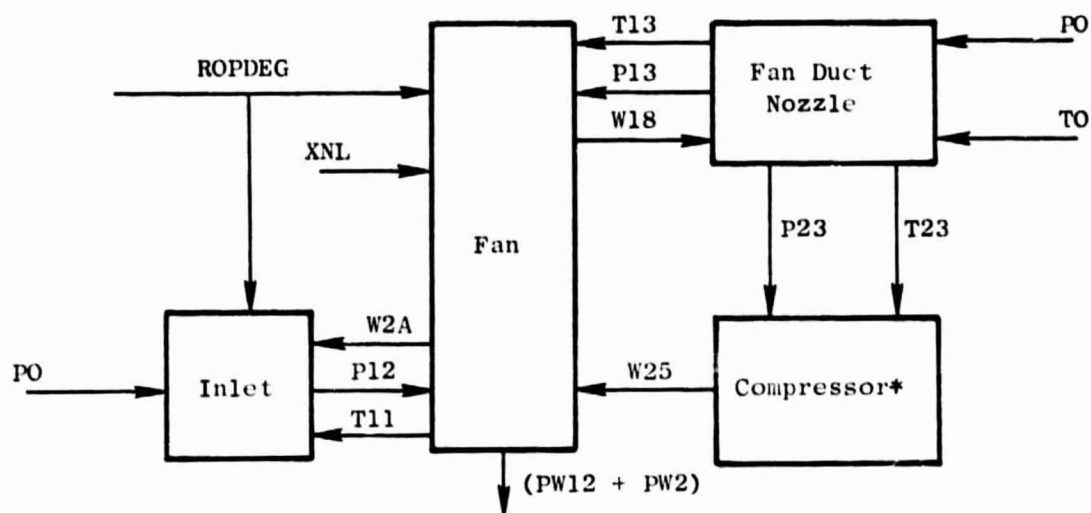 T13
PO
ROPDEG
P13
Fan Duct
Nozzle
W18
TO
XNL
P23
T23
Fan
W2A
PO
P12
W25
Inlet
Compressor*
T11
(PW12 + PW2)